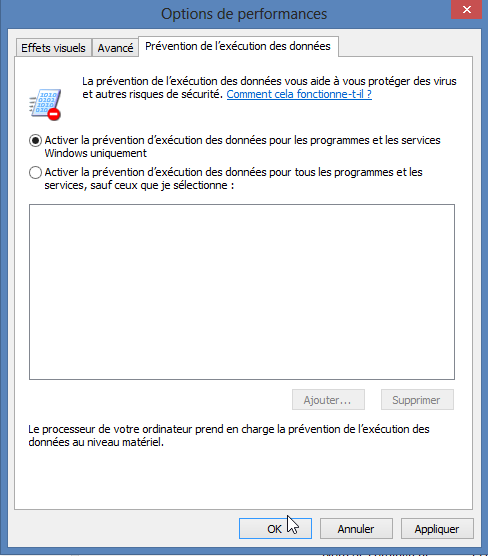 Options de performances
Effets visuels
Avancé
Prévention de l'exécution des données
La prévention de l'exécution des données vous aide à vous protéger des virus
et autres risques de sécurité. Comment cela fonctionne-t-il ?
Activer la prévention d'exécution des données pour les programmes et les services
Windows uniquement
Activer la prévention d'exécution des données pour tous les programmes et les
services, sauf ceux que je sélectionne :
Ajouter...
Supprimer
Le processeur de votre ordinateur prend en charge la prévention de l'exécution des
données au niveau matériel.
OK
Annuler
Appliquer